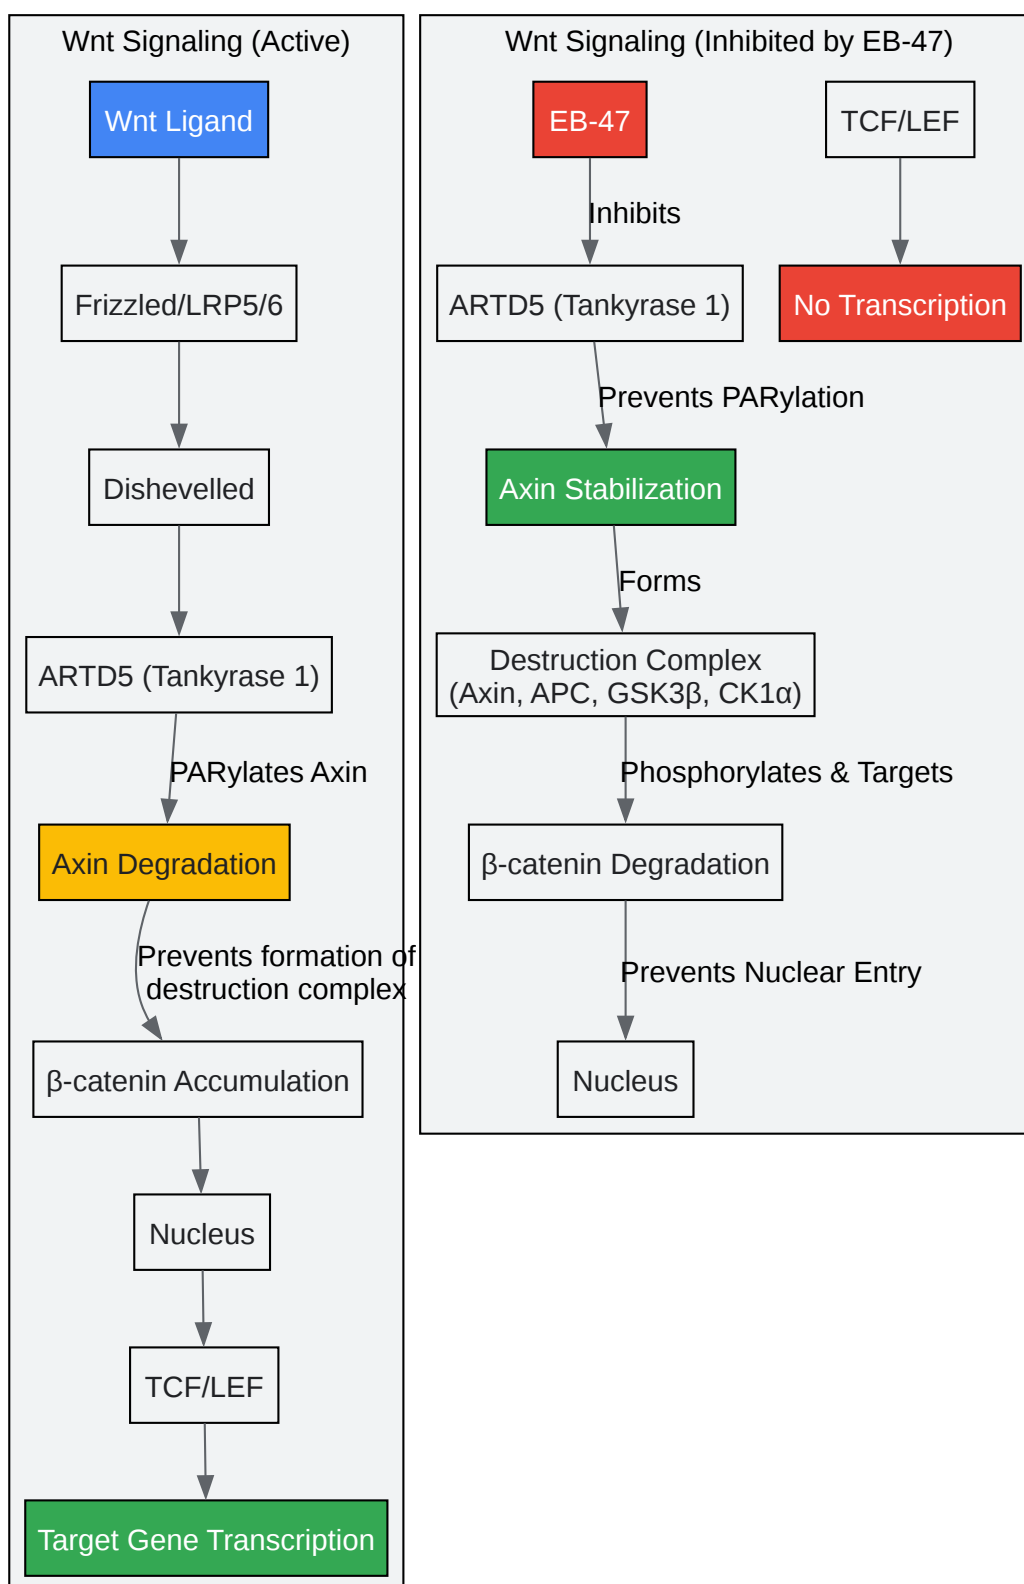 Wnt Signaling (Active)
Wnt Ligand
Frizzled/LRP5/6
Dishevelled
ARTD5 (Tankyrase 1)
PARylates Axin
Axin Degradation
Prevents formation of
destruction complex
β-catenin Accumulation
Nucleus
TCF/LEF
Target Gene Transcription
Wnt Signaling (Inhibited by EB-47)
EB-47
Inhibits
ARTD5 (Tankyrase 1)
Prevents PARylation
Axin Stabilization
Forms
Destruction Complex
(Axin, APC, GSK3β, CK1α)
Phosphorylates & Targets
β-catenin Degradation
Prevents Nuclear Entry
Nucleus
TCF/LEF
No Transcription